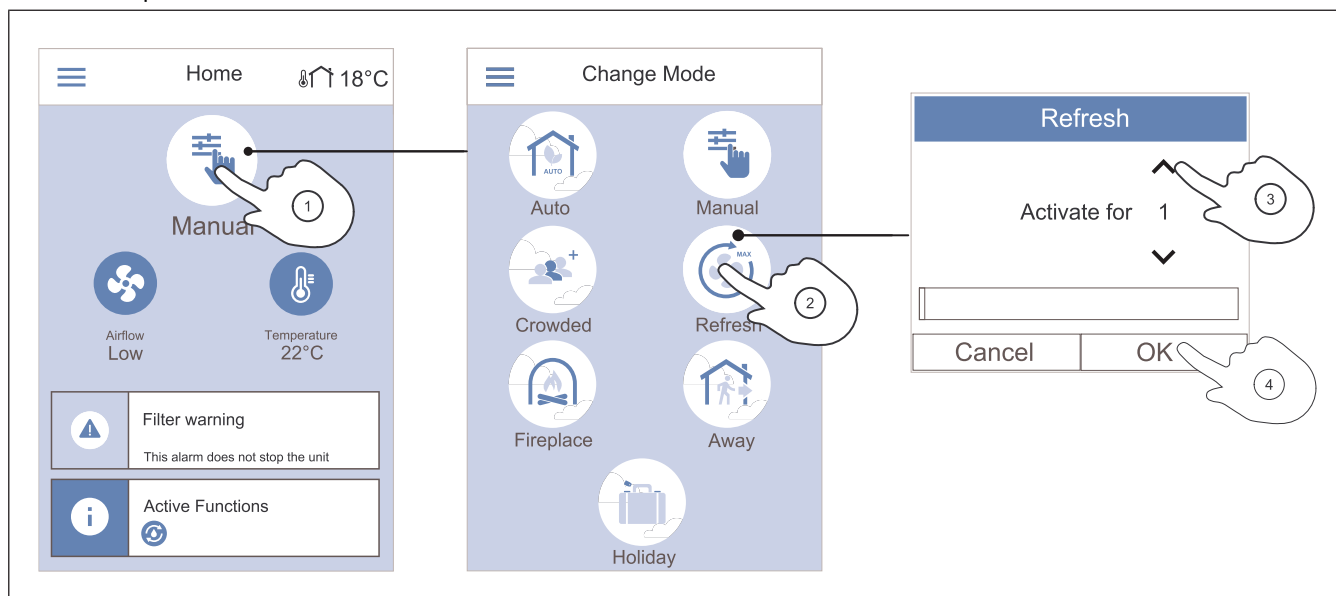 Home
18°C
Manual
1
Airflow
Low
Temperature
22°C
Filter warning
This alarm does not stop the unit
i
Active Functions
Change Mode
AUTO
Auto
Manual
+
Crowded
MAX
Refresh
2
Fireplace
Away
Holiday
Refresh
Activate for 1
3
Cancel
OK
4